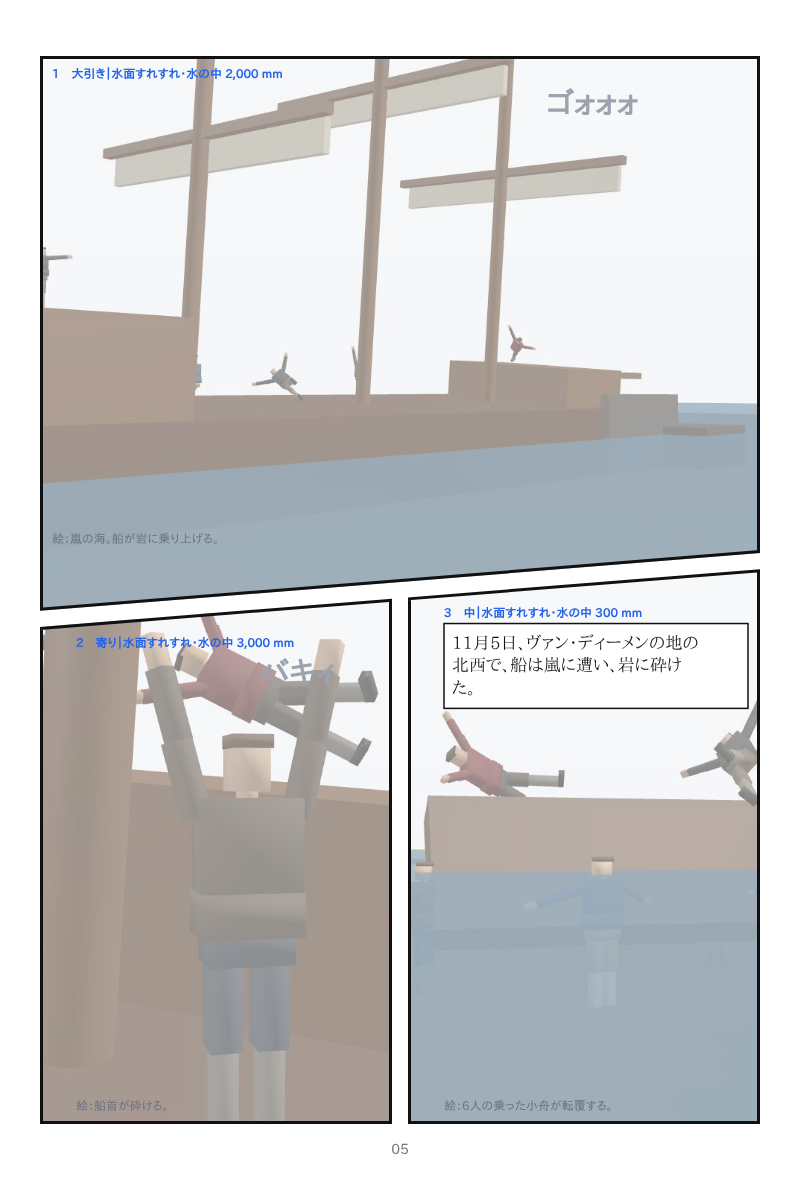 1 大引き|水面すれすれ・水の中 2,000 mm
ゴォォォ
絵:嵐の海。船が岩に乗り上げる。
2 寄り|水面すれすれ・水の中 3,000 mm
バキィ
絵:船首が砕ける。
3 中|水面すれすれ・水の中 300 mm
11月5日、ヴァン・ディーメンの地の
北西で、船は嵐に遭い、岩に砕け
た。
絵:6人の乗った小舟が転覆する。
05